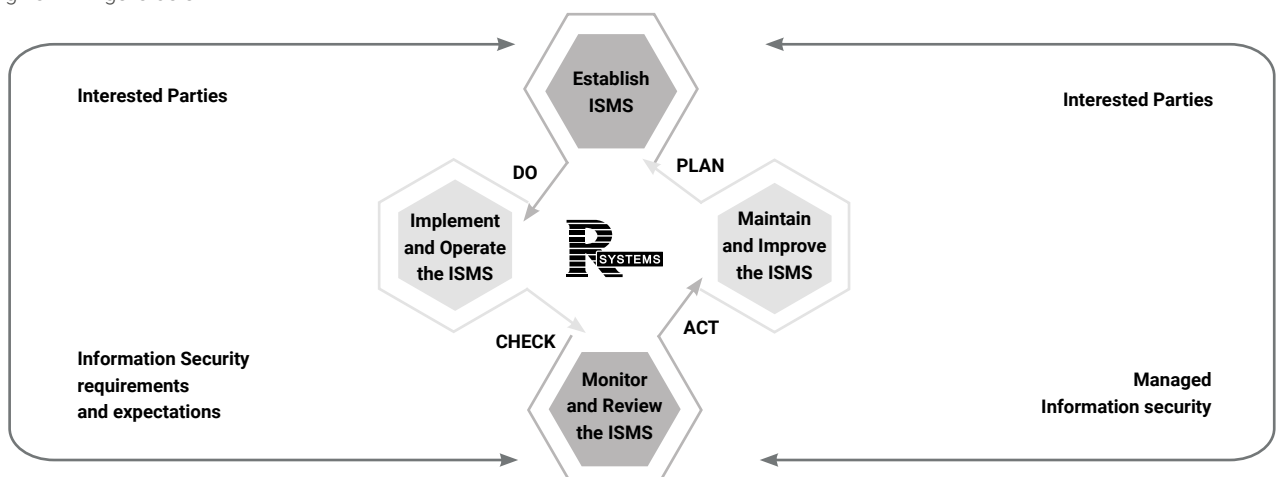 Establish
ISMS
Interested Parties
Interested Parties
DO
PLAN
Implement
and Operate
the ISMS
R
SYSTEMS
Maintain
and Improve
the ISMS
CHECK
ACT
Information Security
requirements
and expectations
Monitor
and Review
the ISMS
Managed
Information security